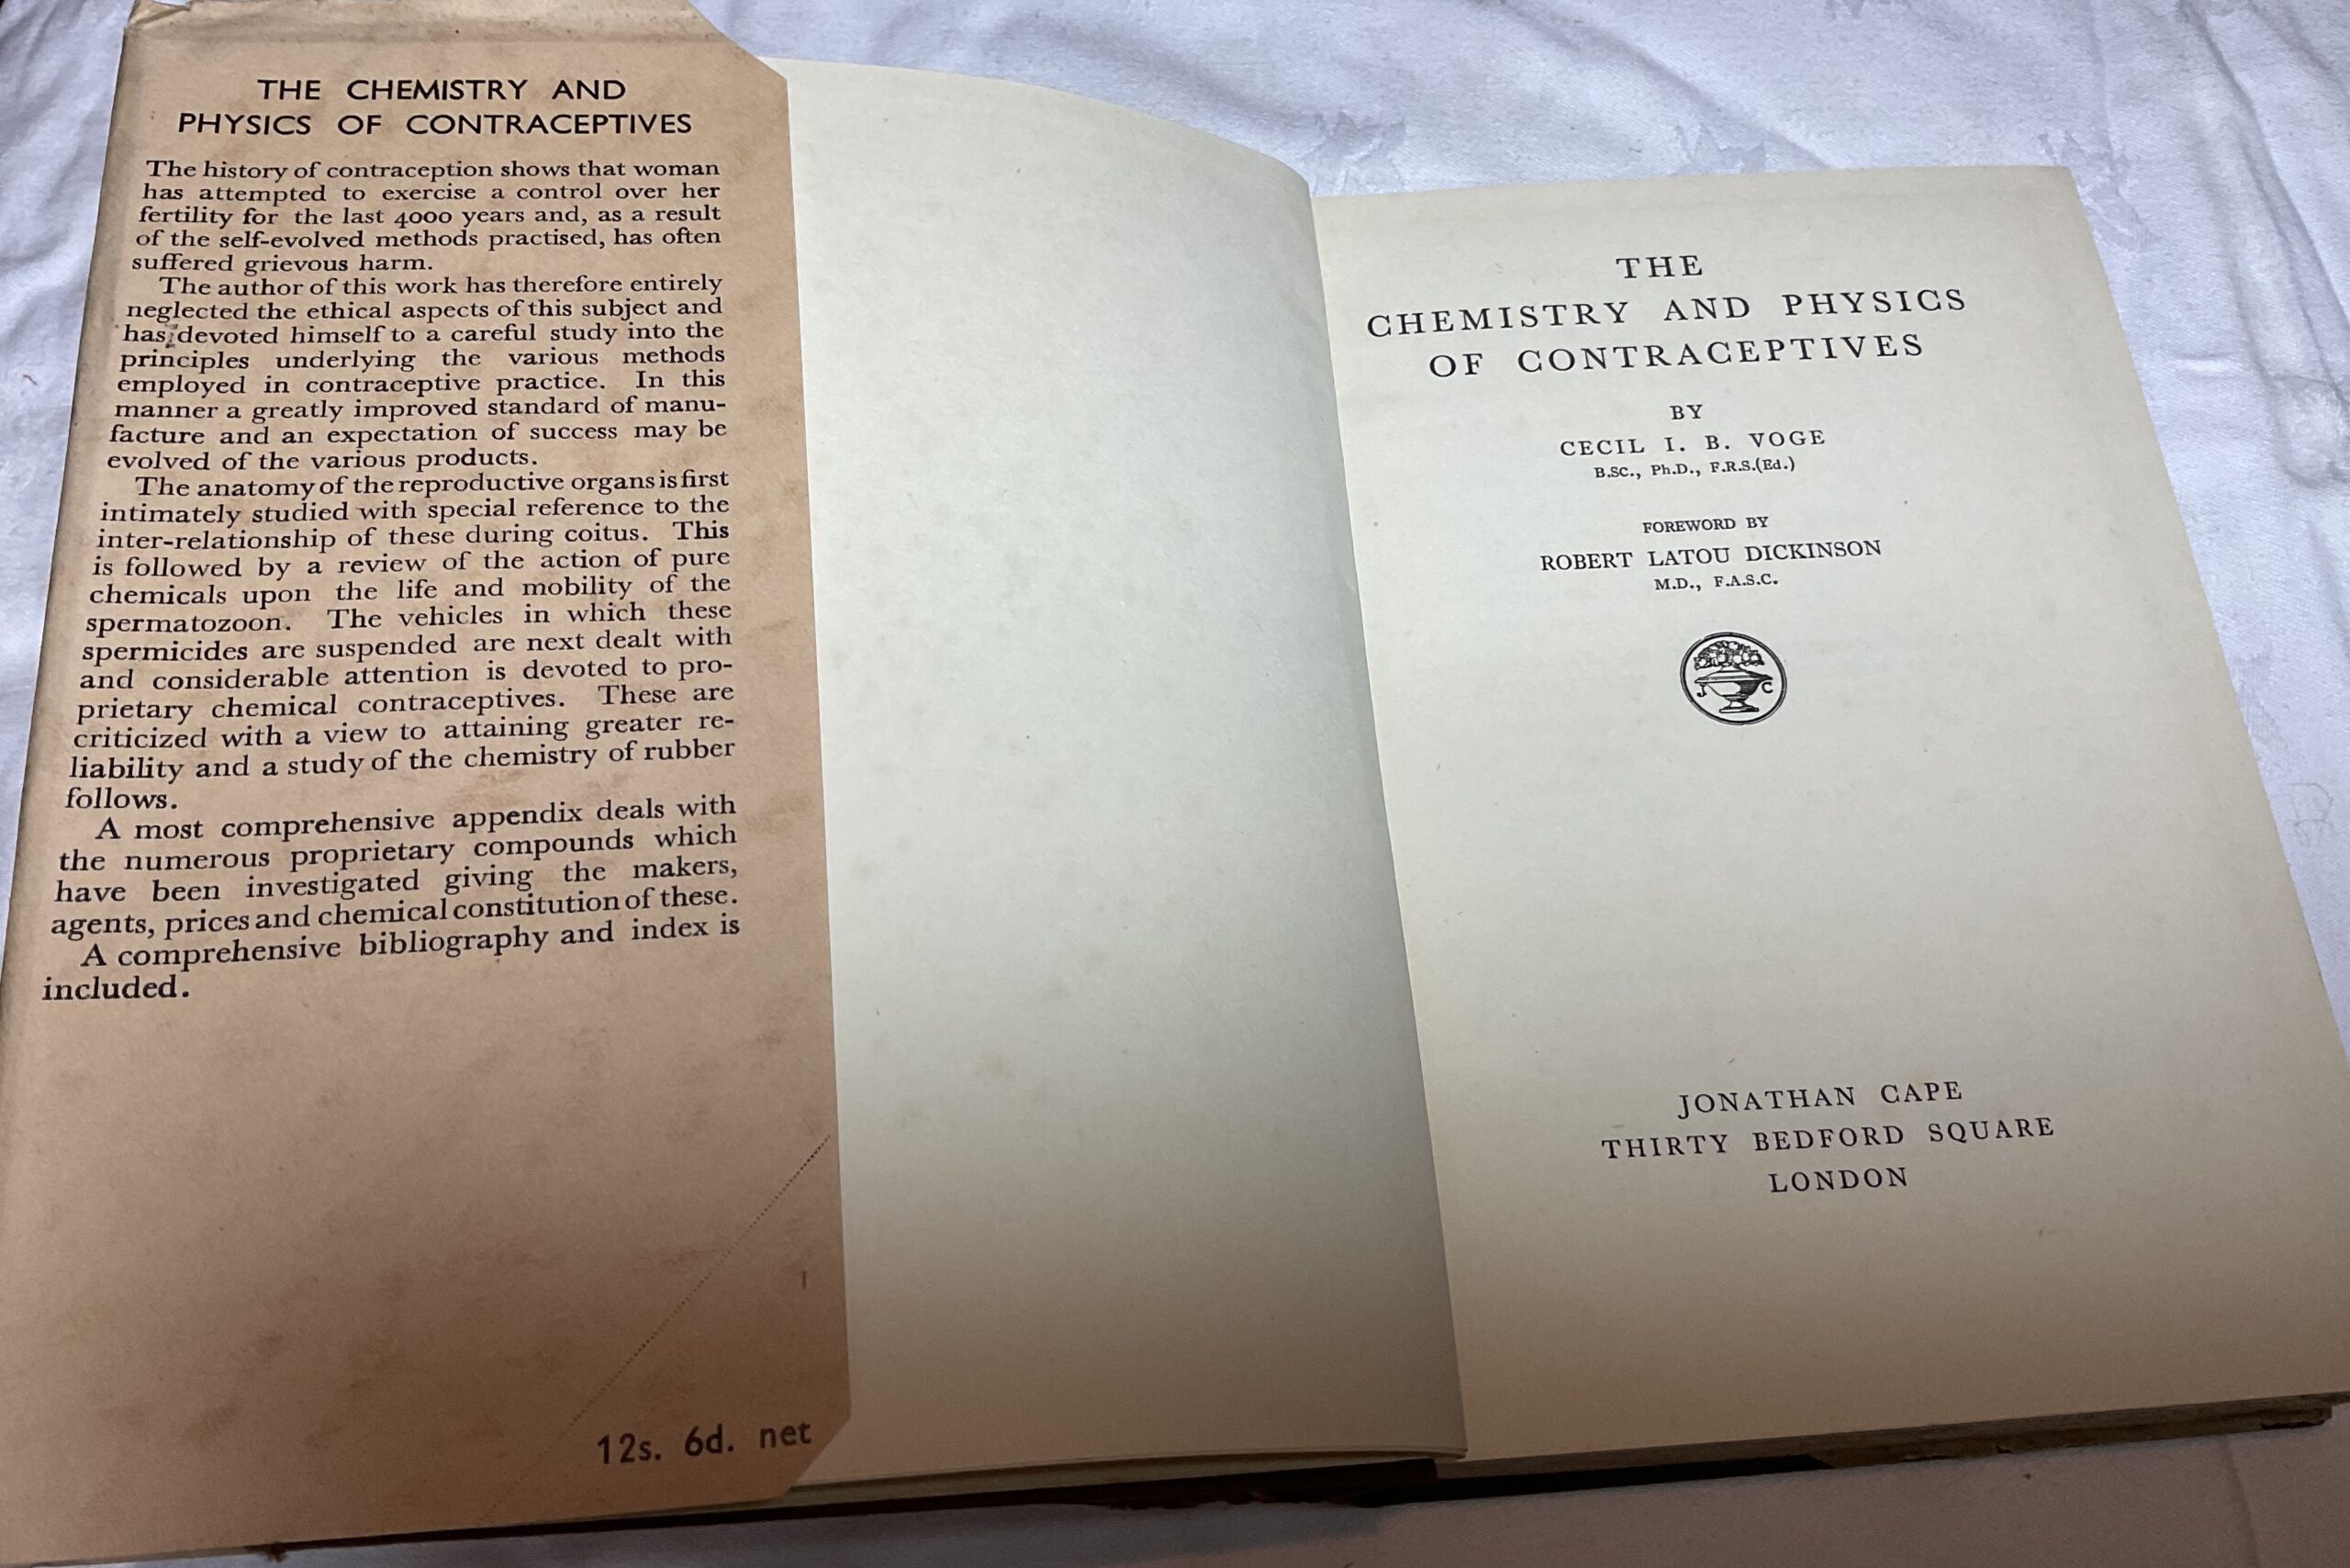 THE CHEMISTRY AND
PHYSICS OF CONTRACEPTIVES
The history of contraception shows that woman
has attempted to exercise a control over her
fertility for the last 4000 years and, as a result
of the self-evolved methods practised, has often
suffered grievous harm.
The author of this work has therefore entirely
neglected the ethical aspects of this subject and
has devoted himself to a careful study into the
principles underlying the various methods
employed in contraceptive practice. In this
manner a greatly improved standard of manu-
facture and an expectation of success may be
evolved of the various products.
The anatomy of the reproductive organs is first
intimately studied with special reference to the
inter-relationship of these during coitus. This
is followed by a review of the action of pure
chemicals upon the life and mobility of the
spermatozoon. The vehicles in which these
spermicides are suspended are next dealt with
and considerable attention is devoted to pro-
prietary chemical contraceptives. These are
criticized with a view to attaining greater re-
liability and a study of the chemistry of rubber
follows.
A most comprehensive appendix deals with
the numerous proprietary compounds which
have been investigated giving the makers,
agents, prices and chemical constitution of these.
A comprehensive bibliography and index is
included.
12s. 6d. net
THE
CHEMISTRY AND PHYSICS
OF CONTRACEPTIVES
BY
CECIL I. B. VOGE
B.SC., Ph.D., F.R.S.(Ed.)
FOREWORD BY
ROBERT LATOU DICKINSON
M.D., F.A.S.C.
J C
JONATHAN CAPE
THIRTY BEDFORD SQUARE
LONDON